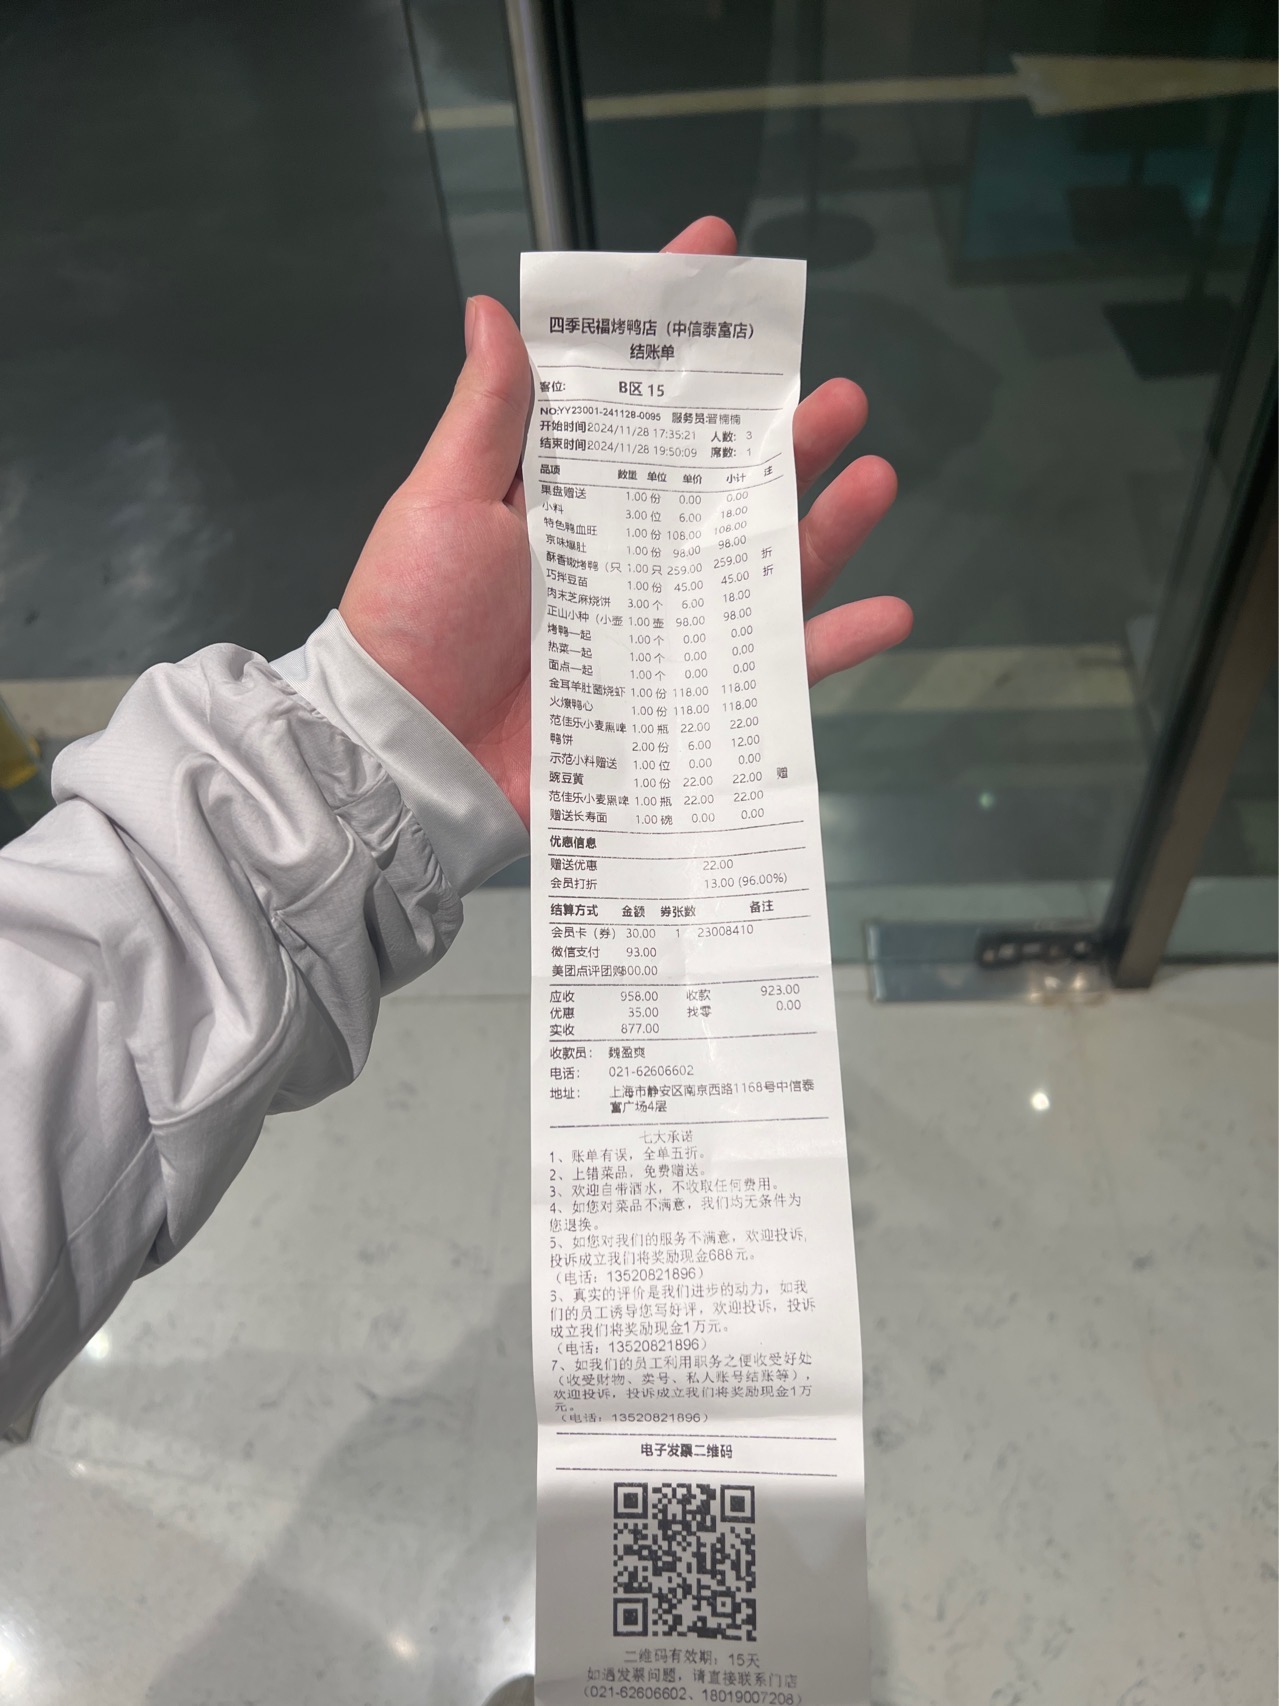 四季民福烤鸭店（中信泰富店）
结账单
客位: B区 15
NO:YY23001-241128-0095 服务员:晋楠楠
开始时间2024/11/28 17:35:21 人数: 3
结束时间2024/11/28 19:50:09 席数: 1
品项 数量 单位 单价 小计 注
果盘赠送 1.00 份 0.00 0.00
小料 3.00 位 6.00 18.00
特色鸭血旺 1.00 份 108.00 108.00
京味爆肚 1.00 份 98.00 98.00
酥香嫩烤鸭（只 1.00 只 259.00 259.00 折
巧拌豆苗 1.00 份 45.00 45.00 折
肉末芝麻烧饼 3.00 个 6.00 18.00
正山小种（小壶 1.00 壶 98.00 98.00
烤鸭一起 1.00 个 0.00 0.00
热菜一起 1.00 个 0.00 0.00
面点一起 1.00 个 0.00 0.00
金耳羊肚菌烧虾 1.00 份 118.00 118.00
火燎鸭心 1.00 份 118.00 118.00
范佳乐小麦黑啤 1.00 瓶 22.00 22.00
鸭饼 2.00 份 6.00 12.00
示范小料赠送 1.00 位 0.00 0.00
豌豆黄 1.00 份 22.00 22.00 赠
范佳乐小麦黑啤 1.00 瓶 22.00 22.00
赠送长寿面 1.00 碗 0.00 0.00
优惠信息
赠送优惠 22.00
会员打折 13.00 (96.00%)
结算方式 金额 券张数 备注
会员卡（券） 30.00 1 23008410
微信支付 93.00
美团点评团购800.00
应收 958.00 收款 923.00
优惠 35.00 找零 0.00
实收 877.00
收款员: 魏盈爽
电话: 021-62606602
地址: 上海市静安区南京西路1168号中信泰
富广场4层
七大承诺
1、账单有误，全单五折。
2、上错菜品，免费赠送。
3、欢迎自带酒水，不收取任何费用。
4、如您对菜品不满意，我们均无条件为
您退换。
5、如您对我们的服务不满意，欢迎投诉，
投诉成立我们将奖励现金688元。
（电话：13520821896）
6、真实的评价是我们进步的动力，如我
们的员工诱导您写好评，欢迎投诉，投诉
成立我们将奖励现金1万元。
（电话：13520821896）
7、如我们的员工利用职务之便收受好处
（收受财物、卖号、私人账号结账等），
欢迎投诉，投诉成立我们将奖励现金1万
元。
（电话：13520821896）
电子发票二维码
二维码有效期：15天
如遇发票问题，请直接联系门店
（021-62606602、18019007208）